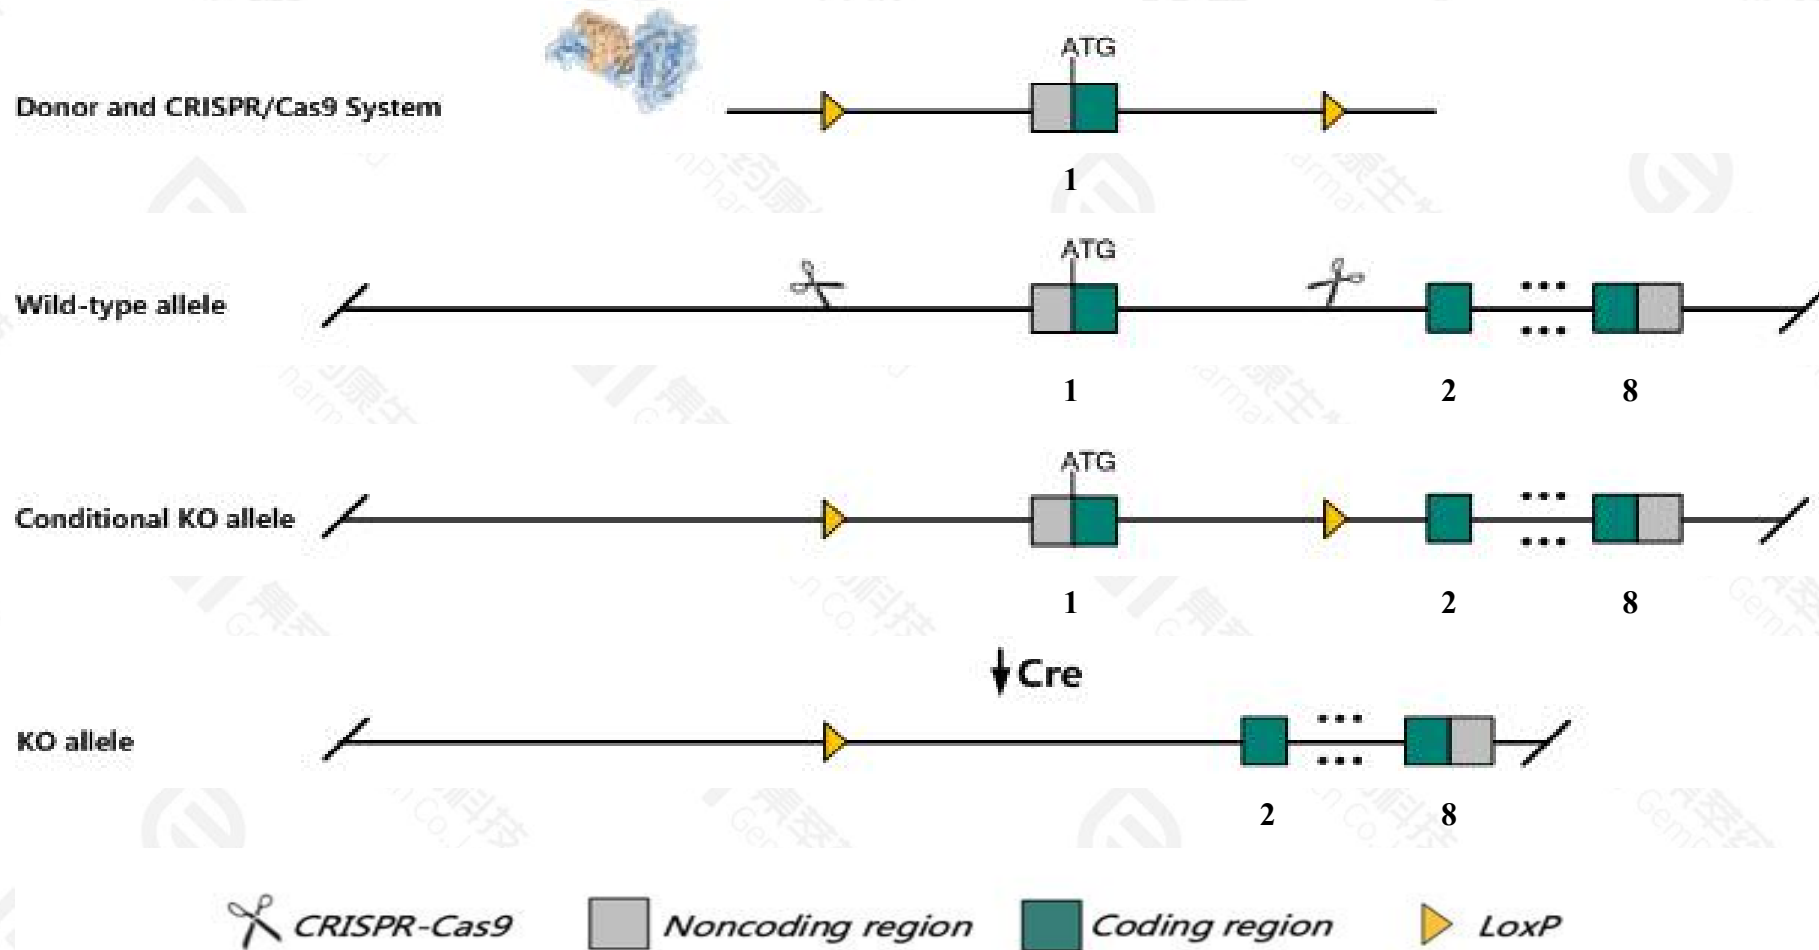 ATG
Donor and CRISPR/Cas9 System
1
ATG
Wild-type allele
1 2 8
ATG
Conditional KO allele
1 2 8
Cre
KO allele
2 8
CRISPR-Cas9 Noncoding region Coding region LoxP